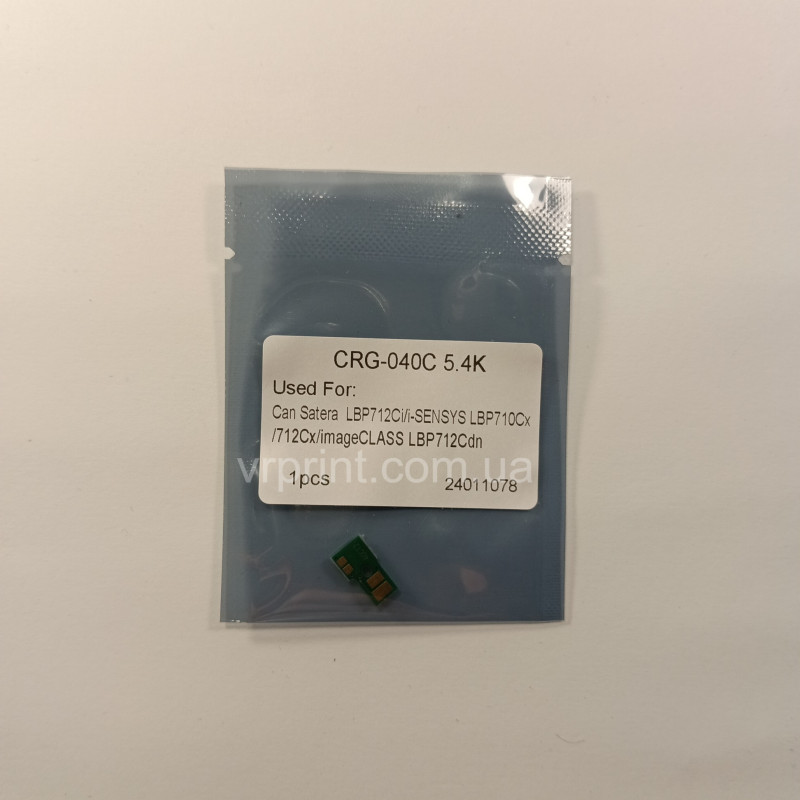 CRG-040C 5.4K
Used For:
Can Satera LBP712Ci/i-SENSYS LBP710Cx
/712Cx/imageCLASS LBP712Cdn
vrprint.com.ua
1pcs 24011078